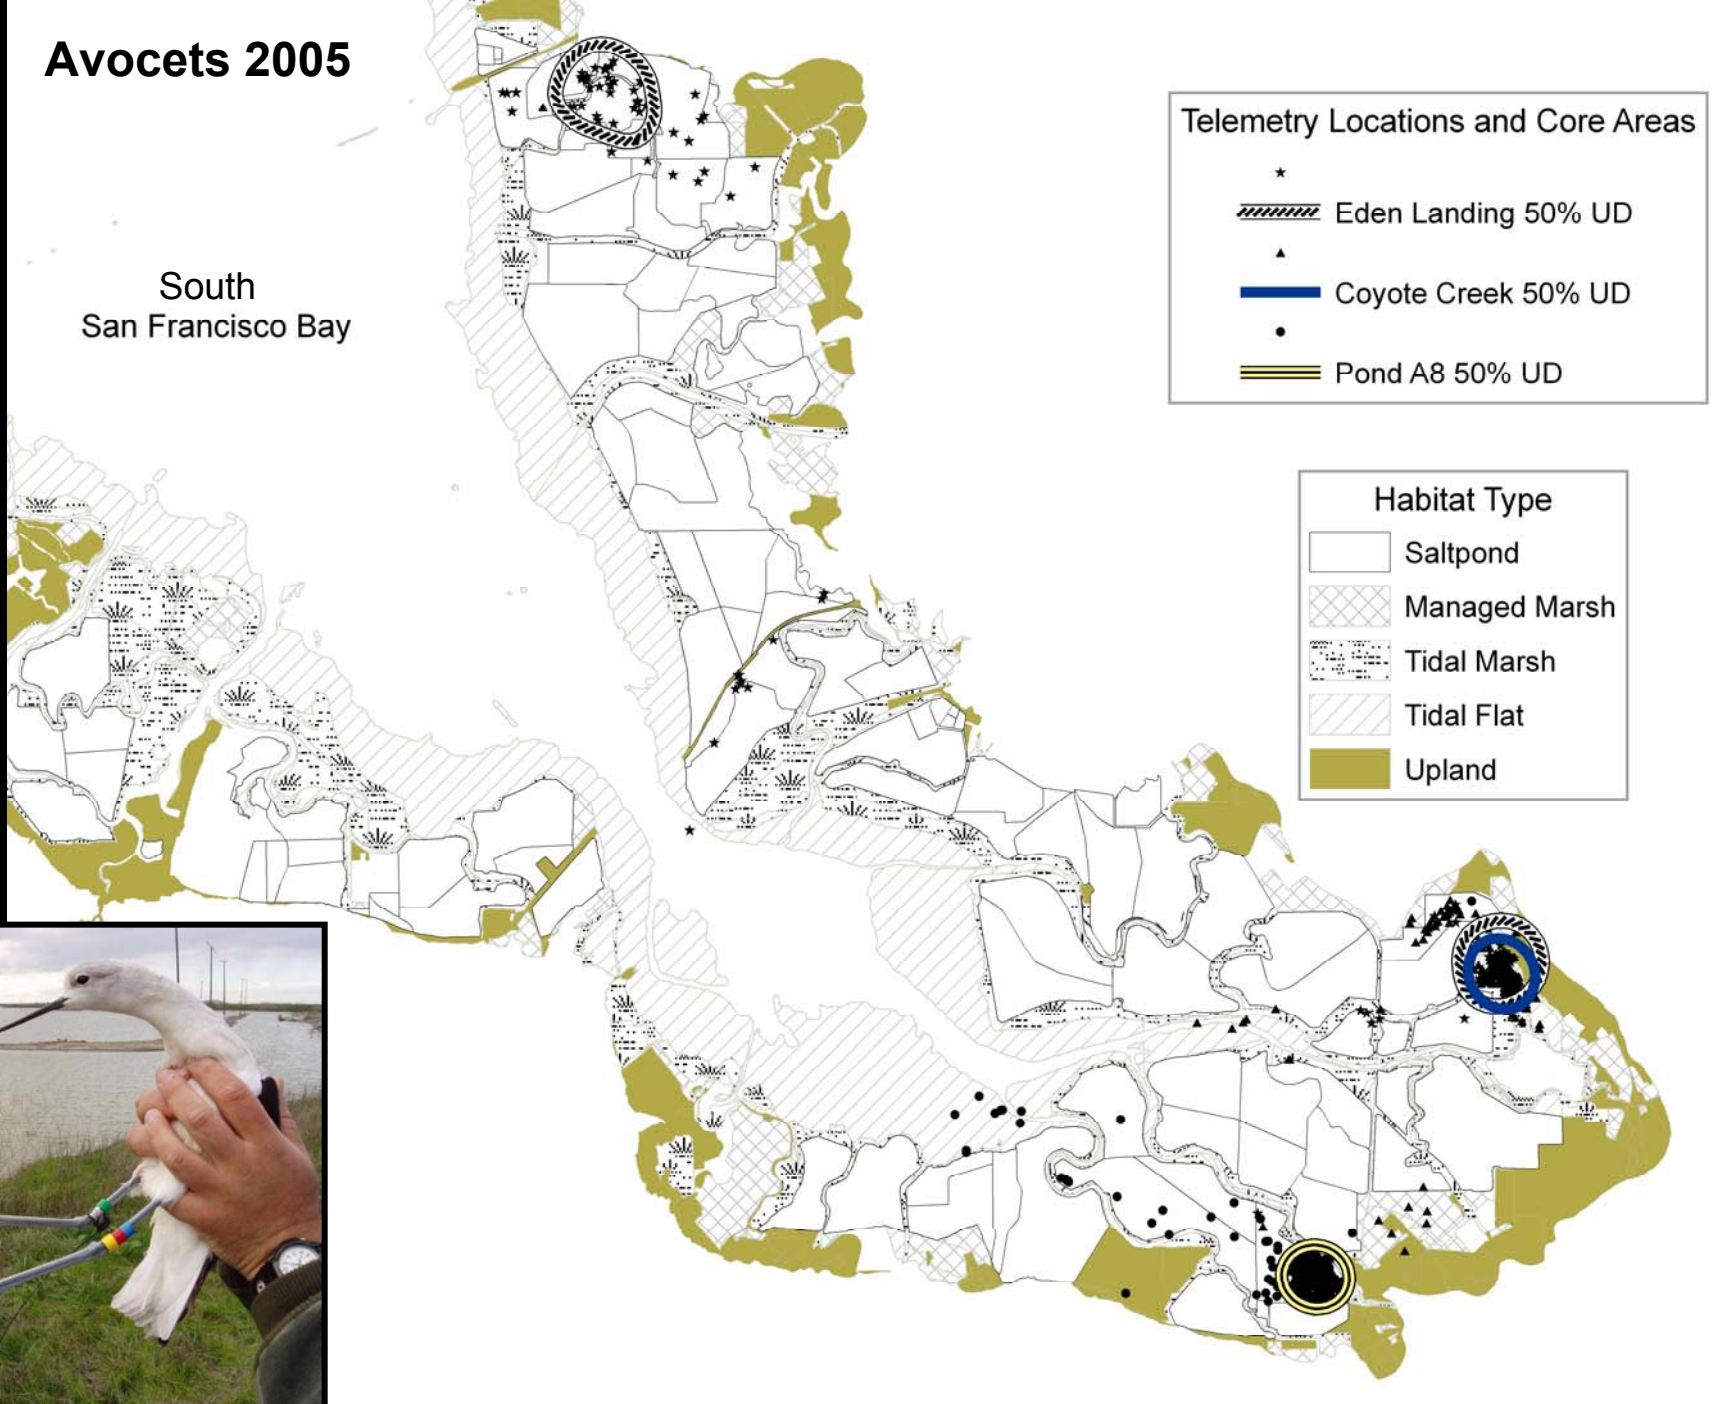 Avocets 2005
South
San Francisco Bay
Telemetry Locations and Core Areas
Eden Landing 50% UD
Coyote Creek 50% UD
Pond A8 50% UD
Habitat Type
Saltpond
Managed Marsh
Tidal Marsh
Tidal Flat
Upland